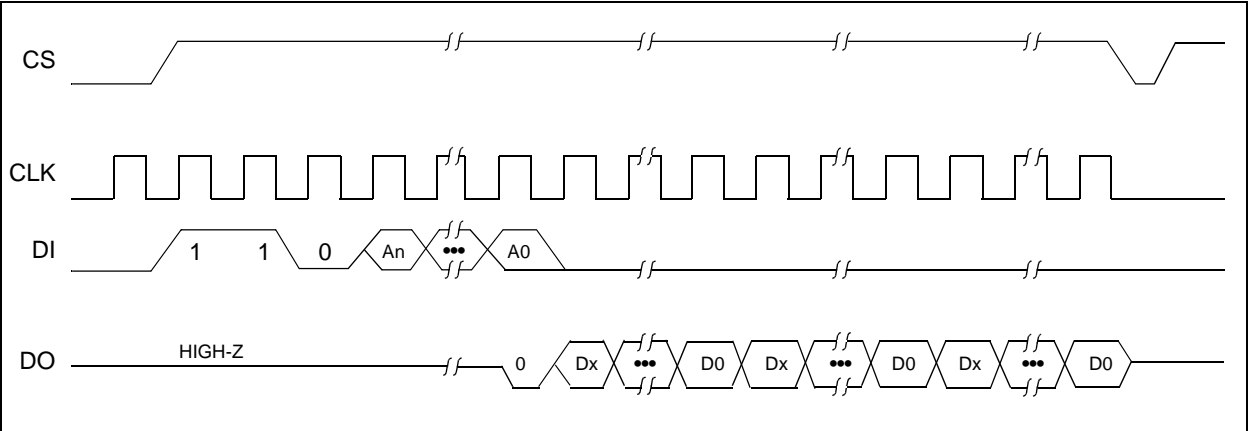 CS
CLK
DI 1 1 0 An ••• A0
HIGH-Z
DO 0 Dx ••• D0 Dx ••• D0 Dx ••• D0